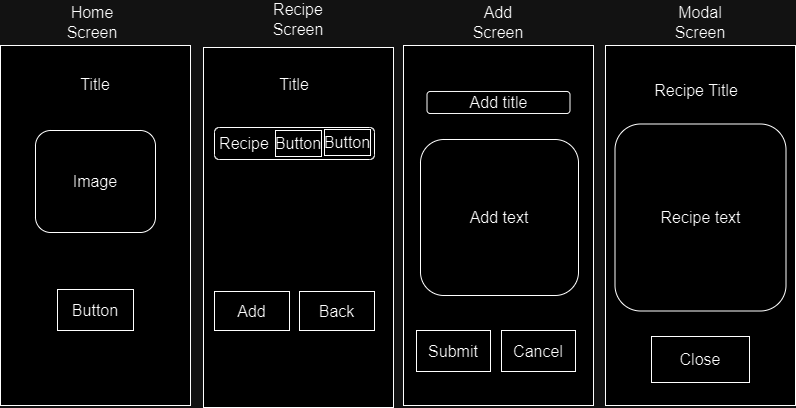 Home
Screen
Title
Image
Button
Recipe
Screen
Title
Recipe Button Button
Add Back
Add
Screen
Add title
Add text
Submit Cancel
Modal
Screen
Recipe Title
Recipe text
Close